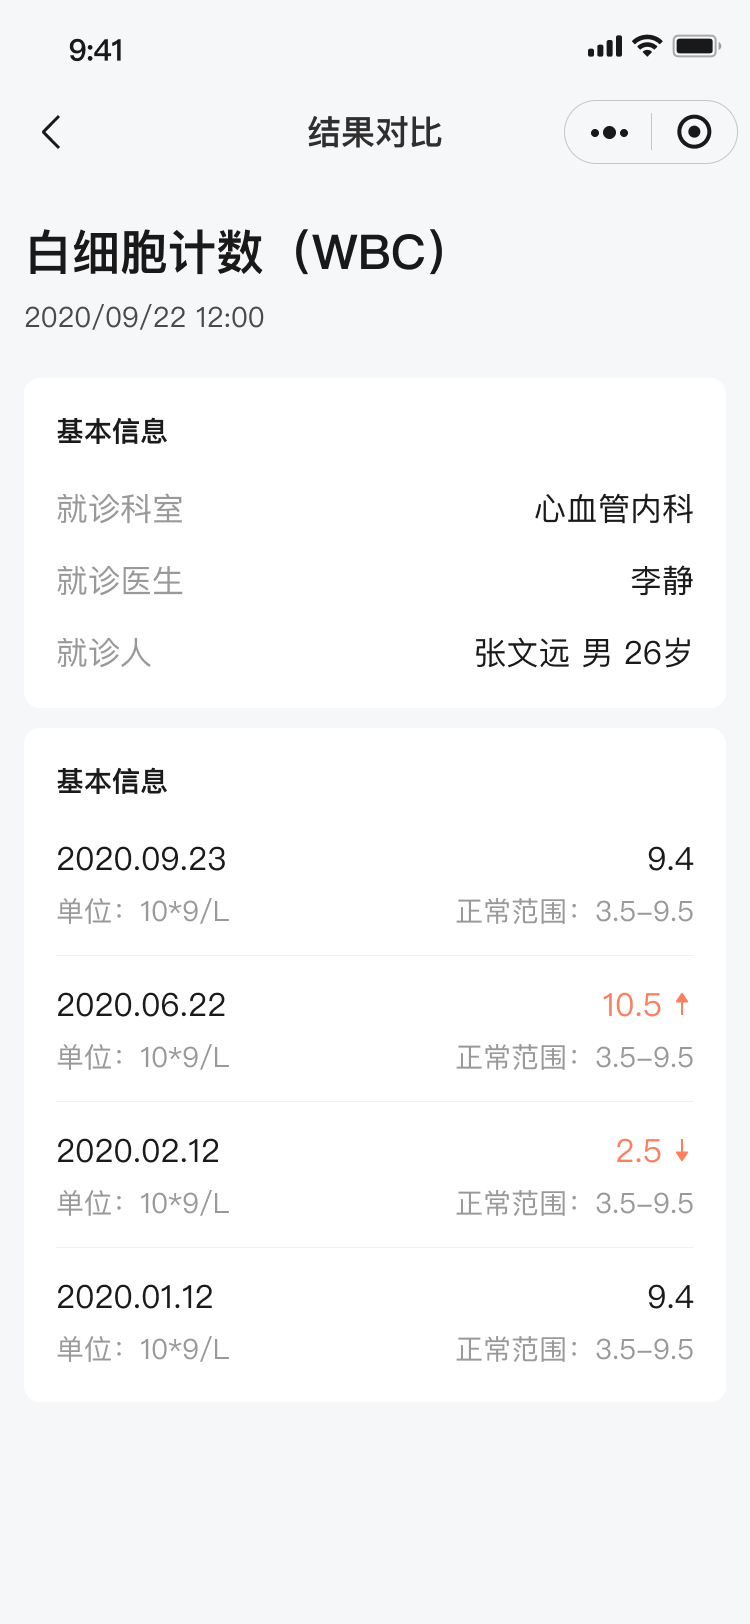 9:41
结果对比
白细胞计数（WBC）
2020/09/22 12:00
基本信息
就诊科室 心血管内科
就诊医生 李静
就诊人 张文远 男 26岁
基本信息
2020.09.23 9.4
单位：10*9/L 正常范围：3.5–9.5
2020.06.22 10.5 ↑
单位：10*9/L 正常范围：3.5–9.5
2020.02.12 2.5 ↓
单位：10*9/L 正常范围：3.5–9.5
2020.01.12 9.4
单位：10*9/L 正常范围：3.5–9.5